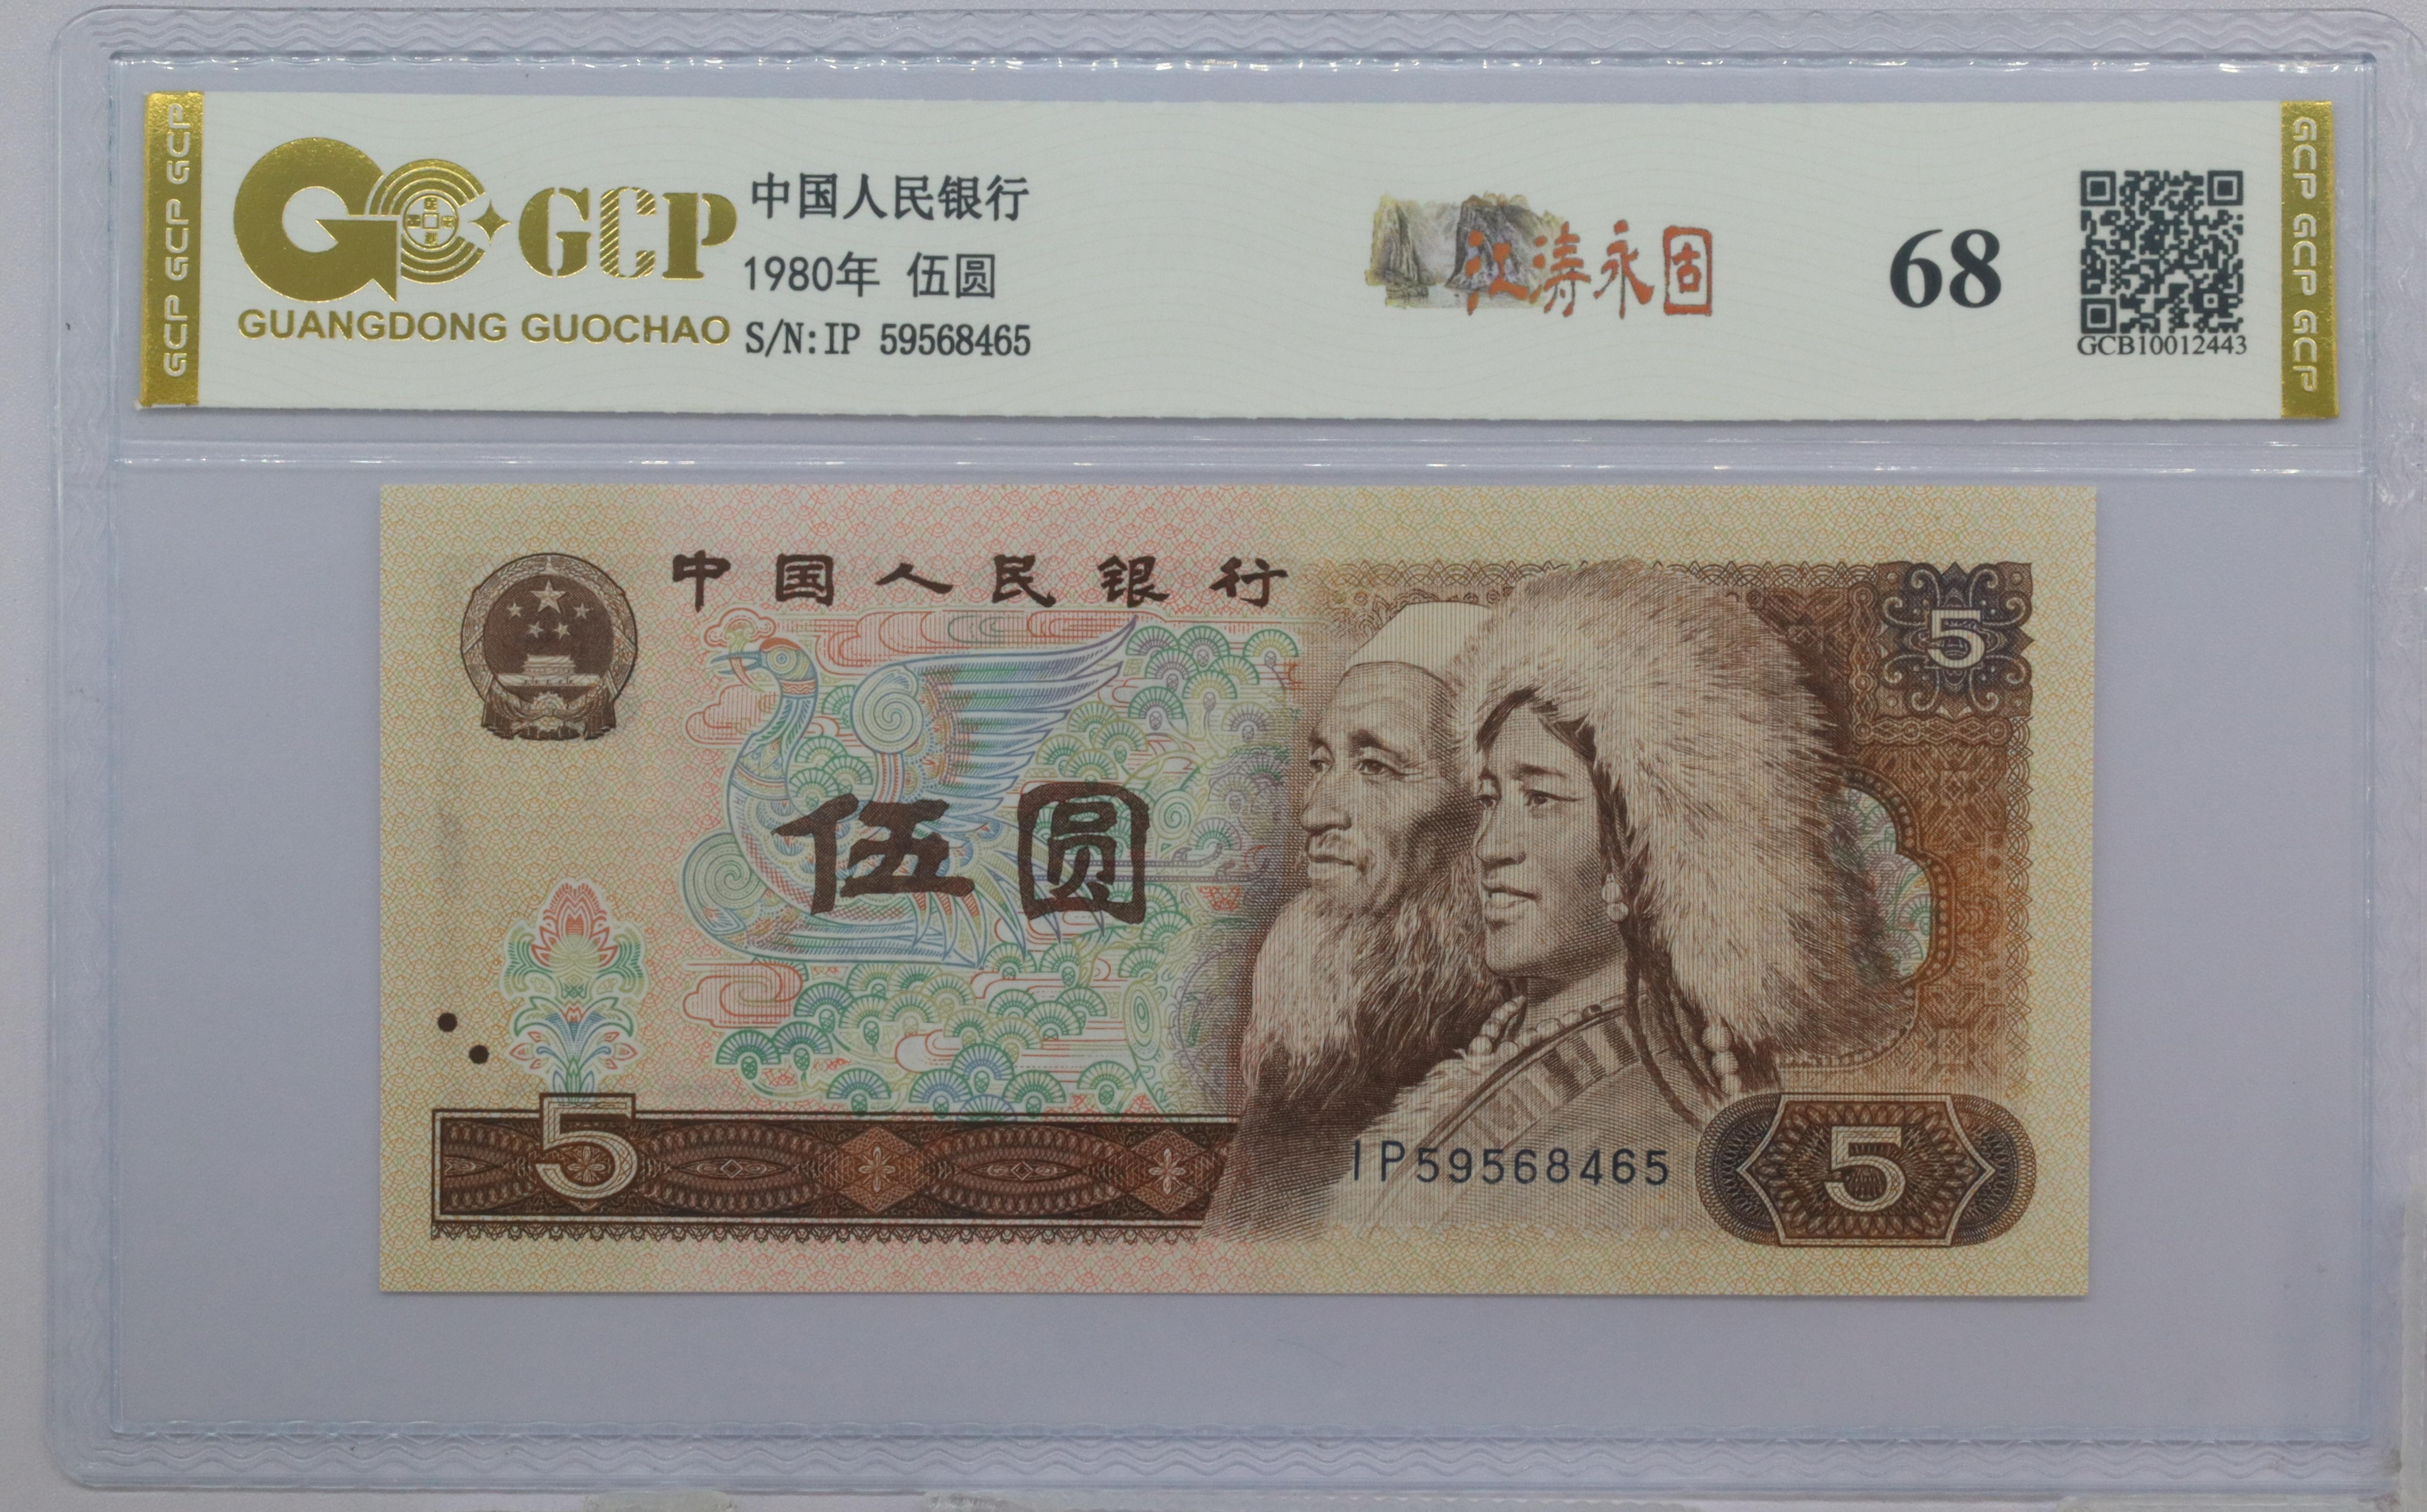 GCP GCP GCP
GCP
GUANGDONG GUOCHAO
中国人民银行
1980年 伍圆
S/N:IP 59568465
江涛永固
68
GCB10012443
GCP GCP GCP
中国人民银行
5
伍圆
5
IP59568465
5